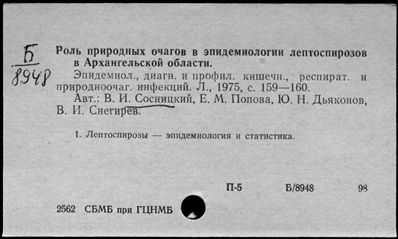 Б
8948
Роль природных очагов в эпидемиологии лептоспирозов
в Архангельской области.
Эпидемиол., диагн. и профил. кишечн., респират. и
природноочаг. инфекций. Л., 1975, с. 159—160.
Авт.: В. И. Сосницкий, Е. М. Попова, Ю. Н. Дьяконов,
В. И. Снегирев.
1. Лептоспирозы — эпидемиология и статистика.
П-5 Б/8948 98
2562 СБМБ при ГЦНМБ